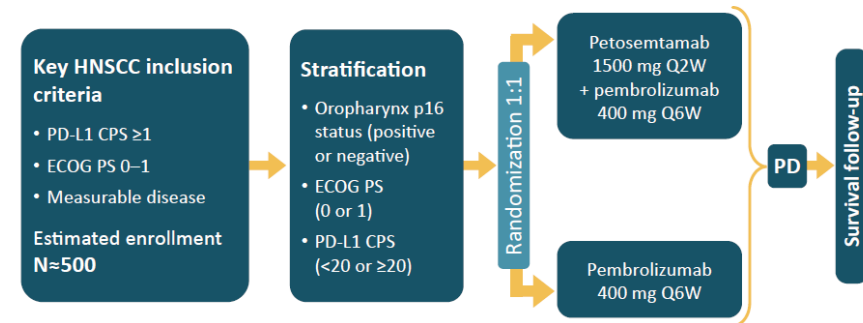 Key HNSCC inclusion
criteria
• PD-L1 CPS ≥1
• ECOG PS 0–1
• Measurable disease
Estimated enrollment
N≈500
Stratification
• Oropharynx p16
status (positive
or negative)
• ECOG PS
(0 or 1)
• PD-L1 CPS
(<20 or ≥20)
Randomization 1:1
Petosemtamab
1500 mg Q2W
+ pembrolizumab
400 mg Q6W
Pembrolizumab
400 mg Q6W
PD
Survival follow-up